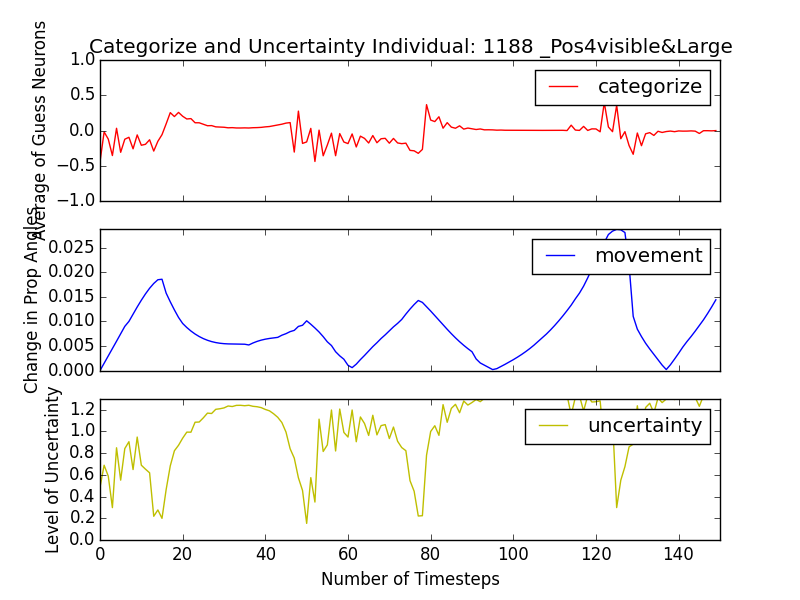 Categorize and Uncertainty Individual: 1188 _Pos4visible&Large
Average of Guess Neurons
1.0
0.5
0.0
−0.5
−1.0
categorize
Change in Prop Angles
0.025
0.020
0.015
0.010
0.005
0.000
movement
Level of Uncertainty
1.2
1.0
0.8
0.6
0.4
0.2
0.0
uncertainty
0 20 40 60 80 100 120 140
Number of Timesteps